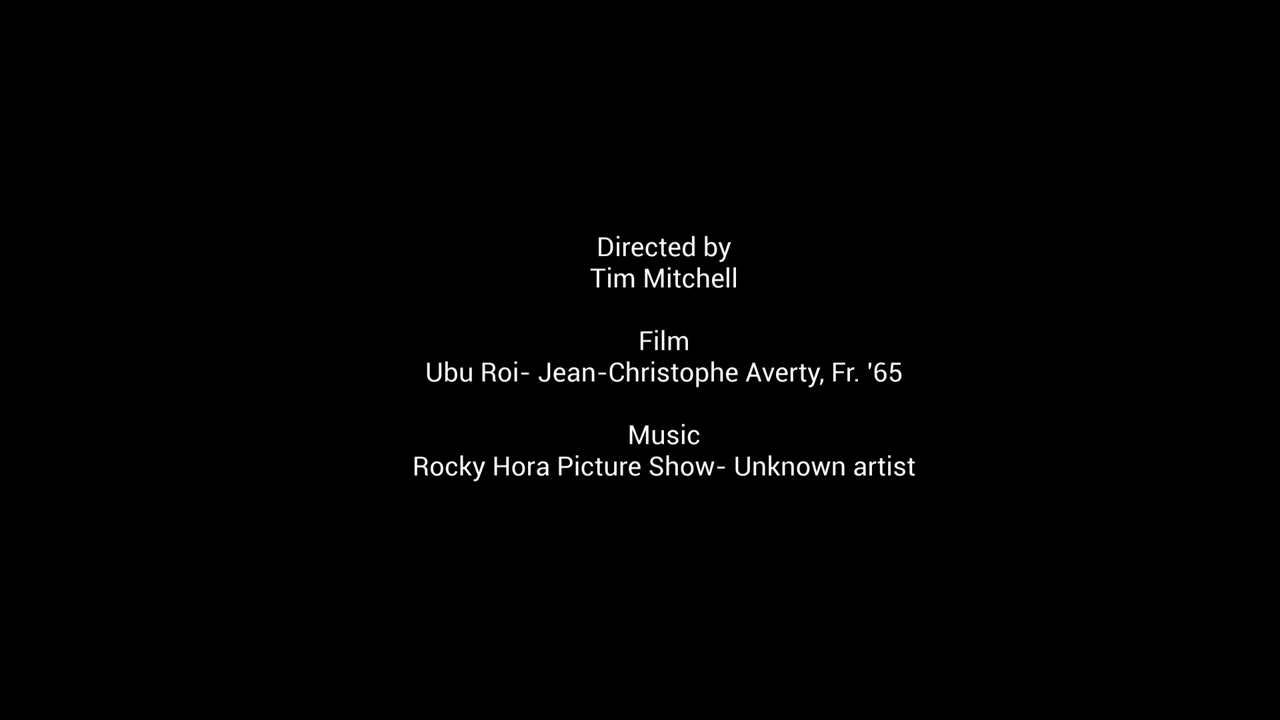 Directed by
Tim Mitchell
Film
Ubu Roi- Jean-Christophe Averty, Fr. '65
Music
Rocky Hora Picture Show- Unknown artist